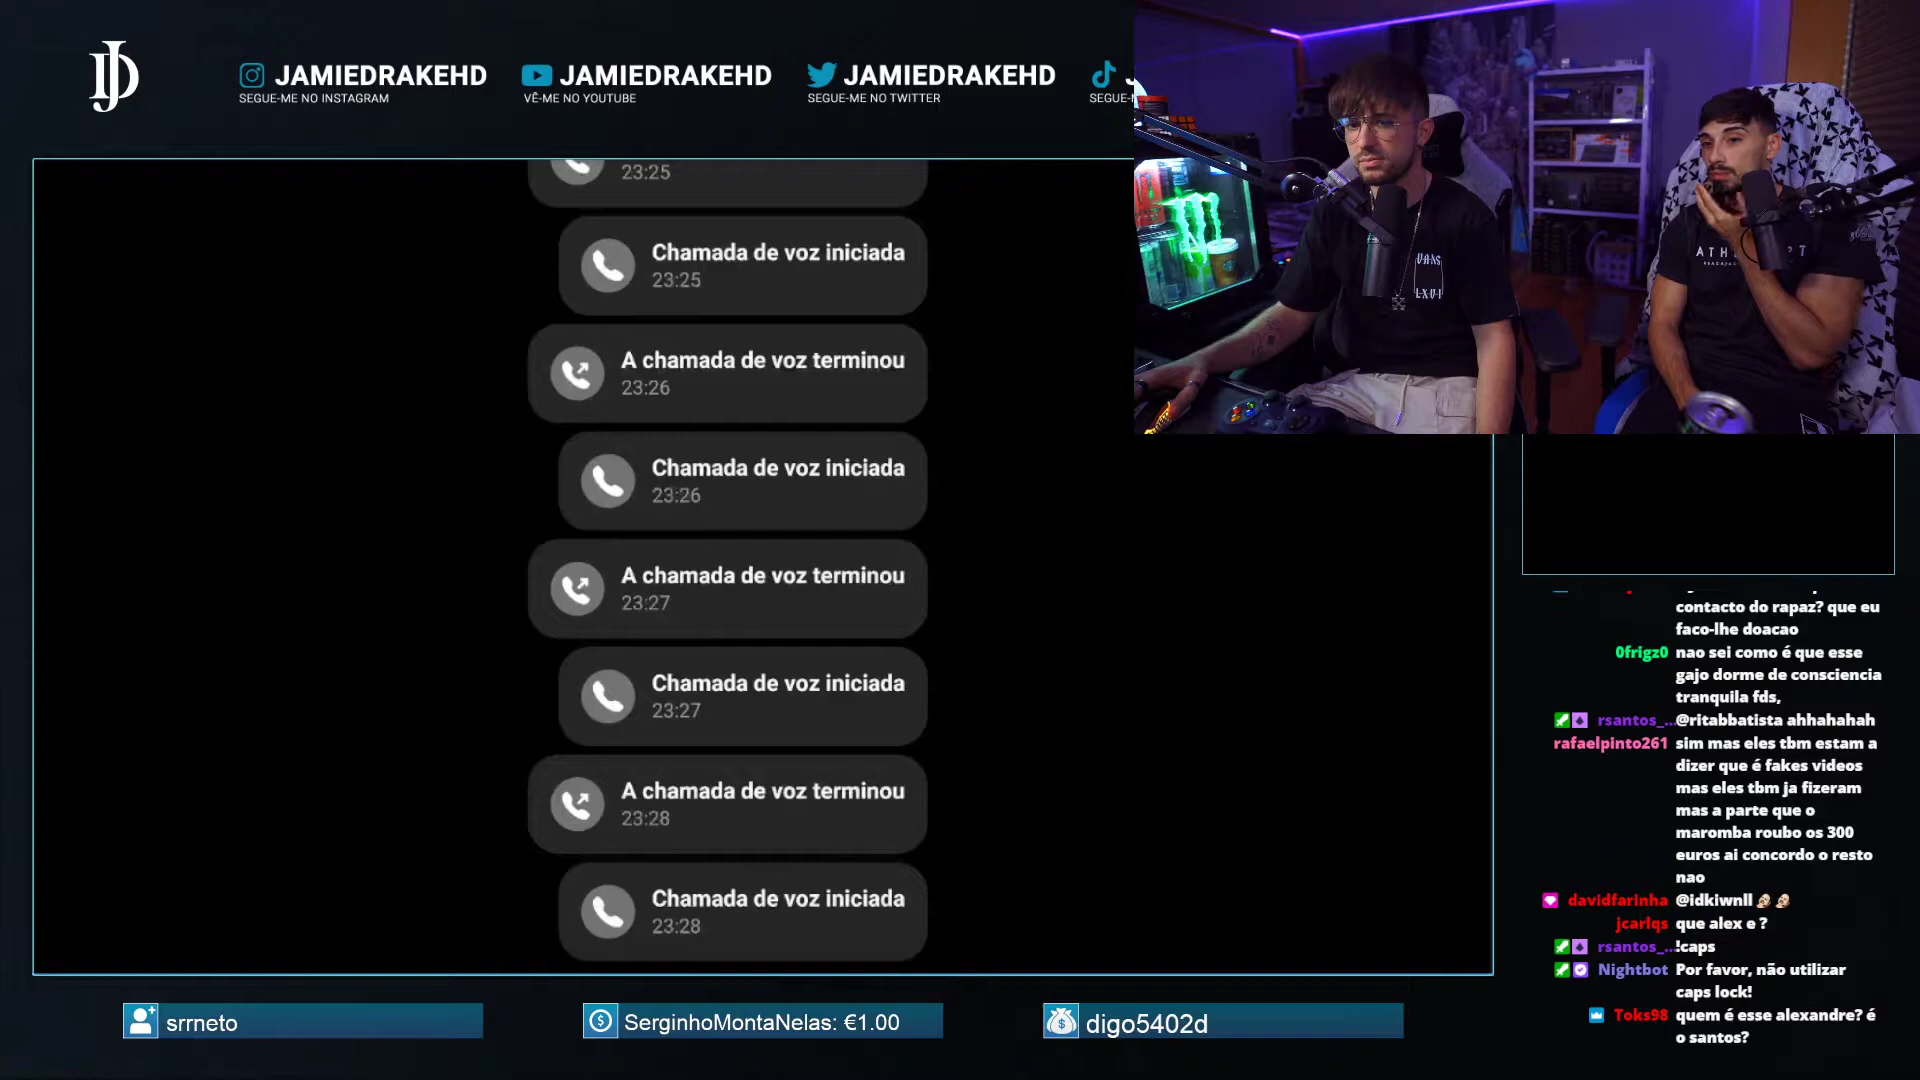 JD
JAMIEDRAKEHD
SEGUE-ME NO INSTAGRAM
JAMIEDRAKEHD
VÊ-ME NO YOUTUBE
JAMIEDRAKEHD
SEGUE-ME NO TWITTER
23:25
Chamada de voz iniciada
23:25
A chamada de voz terminou
23:26
Chamada de voz iniciada
23:26
A chamada de voz terminou
23:27
Chamada de voz iniciada
23:27
A chamada de voz terminou
23:28
Chamada de voz iniciada
23:28
VANS
LXVI
contacto do rapaz? que eu
faco-lhe doacao
0frigz0 nao sei como é que esse
gajo dorme de consciencia
tranquila fds,
rsantos_... @ritabbatista ahhahahah
rafaelpinto261 sim mas eles tbm estam a
dizer que é fakes videos
mas eles tbm ja fizeram
mas a parte que o
maromba roubo os 300
euros ai concordo o resto
nao
davidfarinha @idkiwnll
jcarlqs que alex e ?
rsantos_... !caps
Nightbot Por favor, não utilizar
caps lock!
Toks98 quem é esse alexandre? é
o santos?
srrneto
SerginhoMontaNelas: €1.00
digo5402d